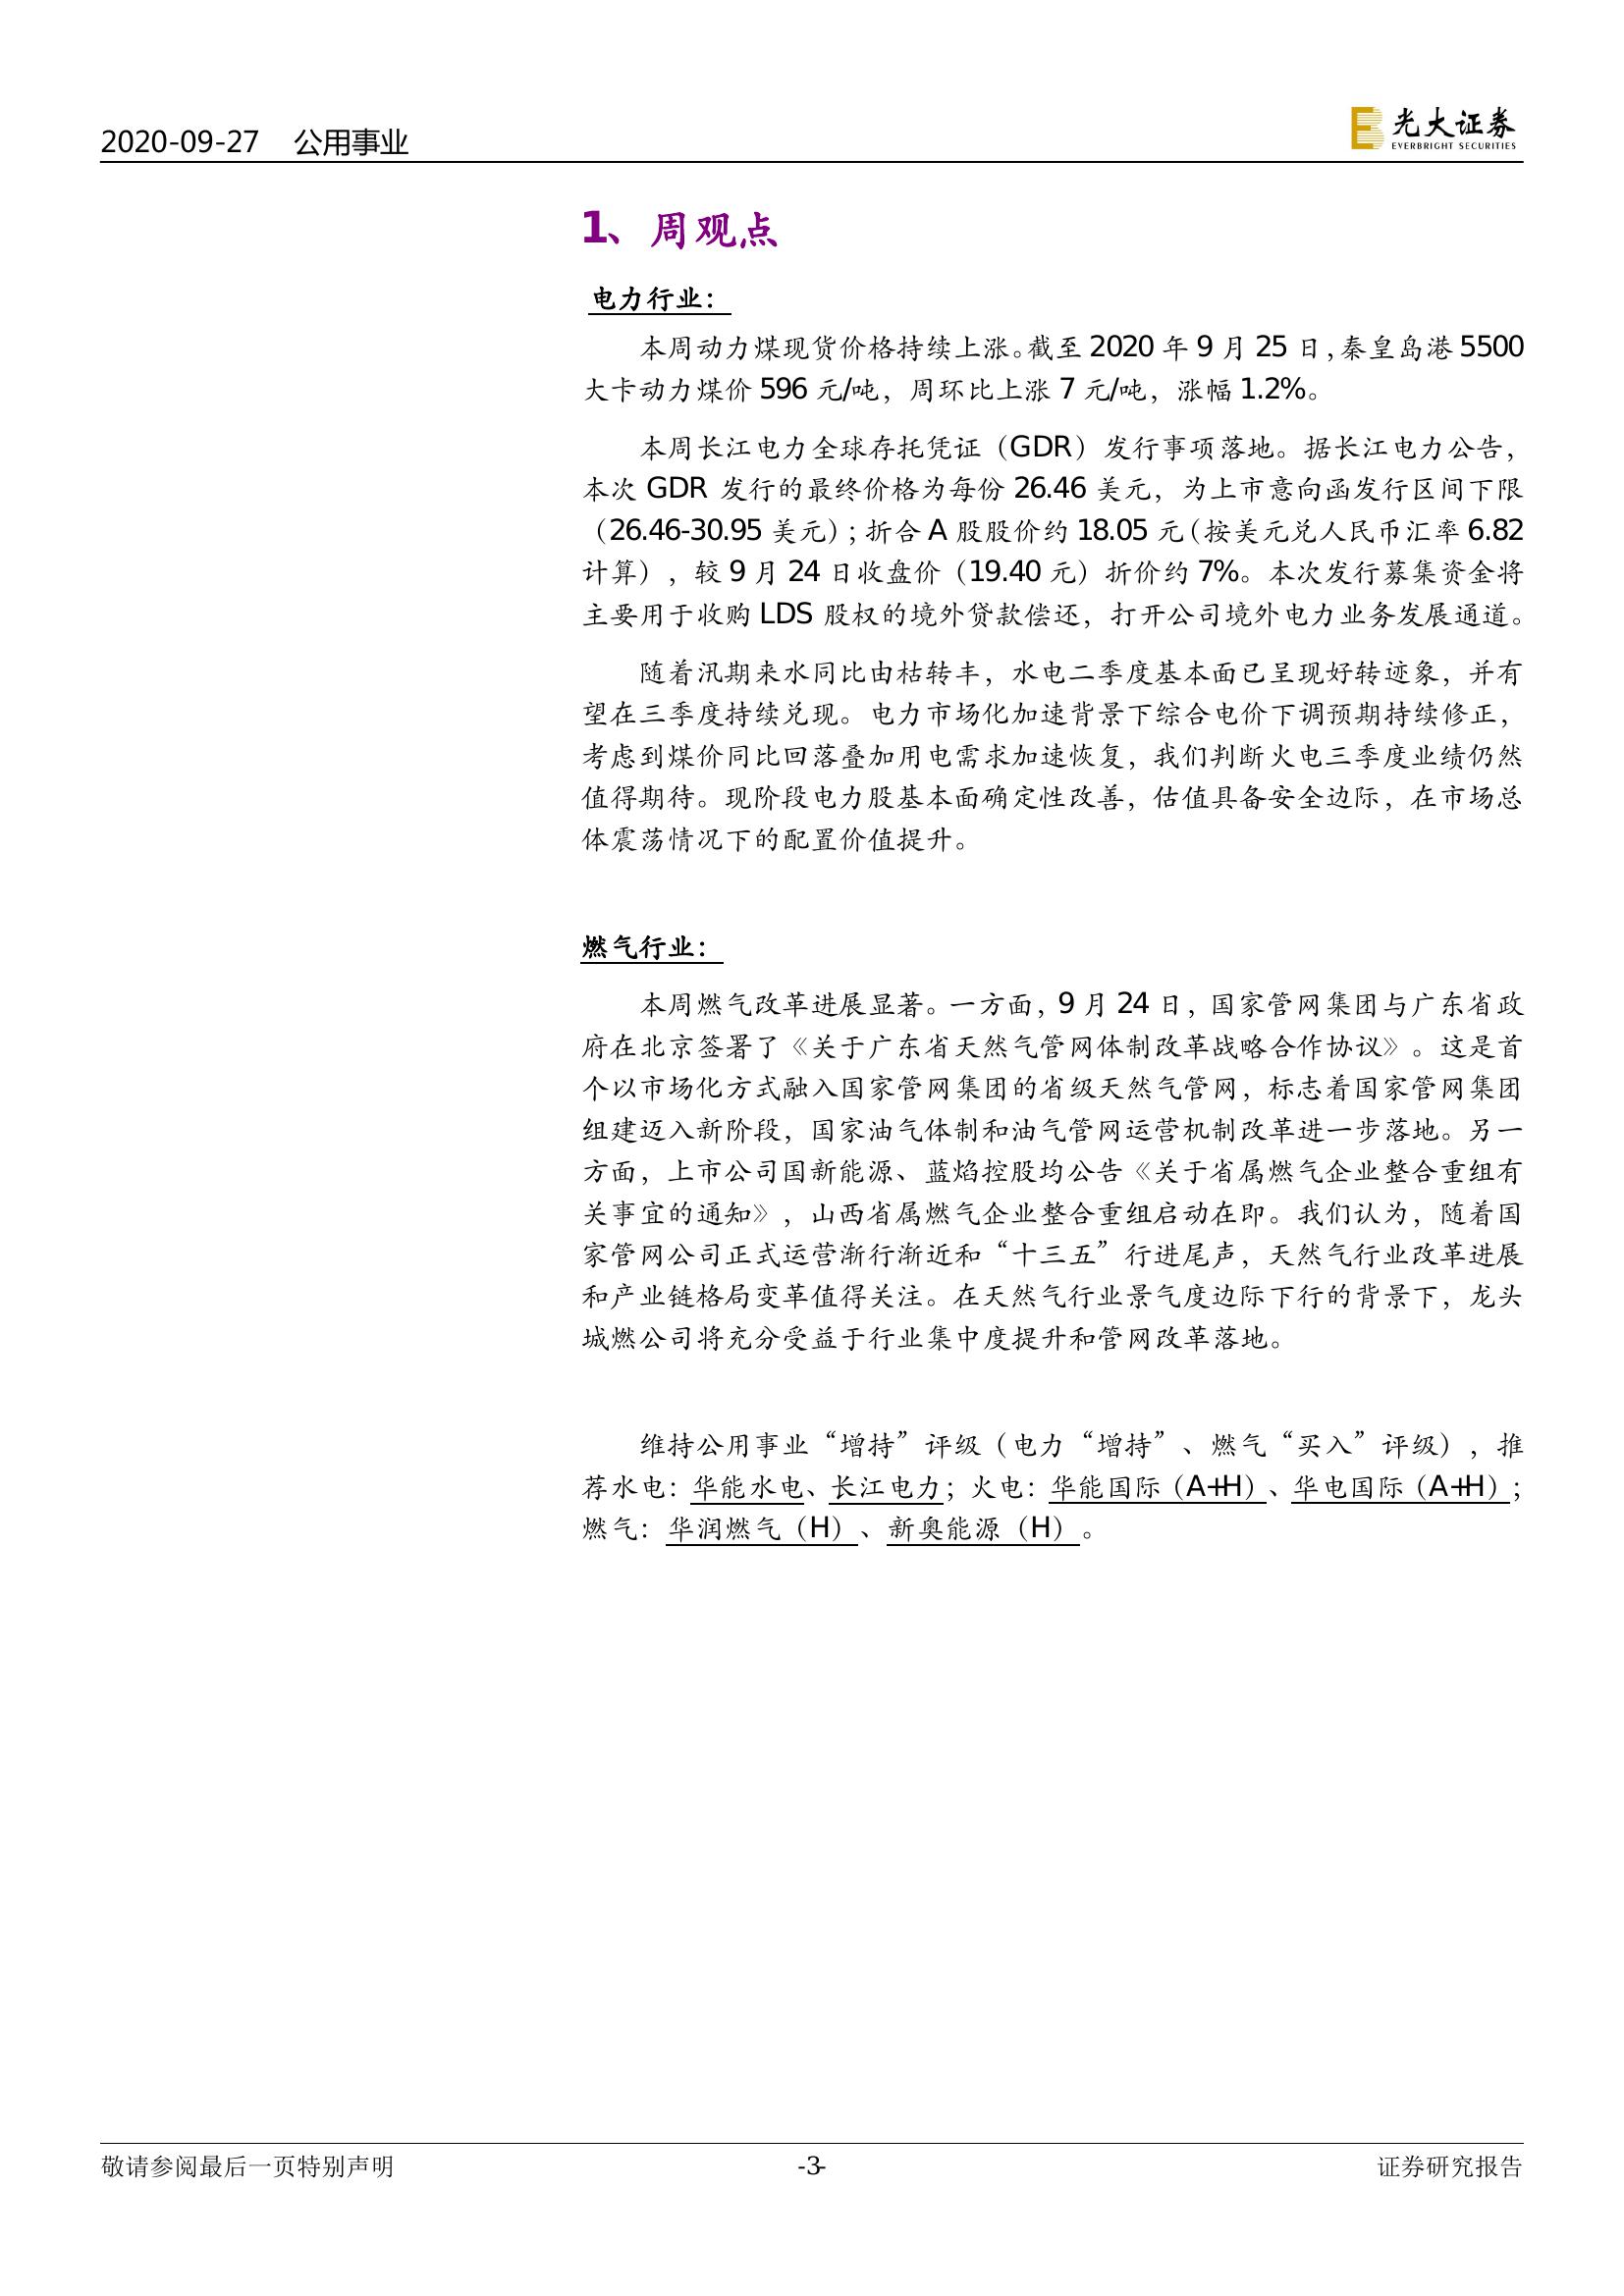 2020-09-27 公用事业
光大证券
EVERBRIGHT SECURITIES
1、周观点
电力行业：
本周动力煤现货价格持续上涨。截至 2020 年 9 月 25 日，秦皇岛港 5500
大卡动力煤价 596 元/吨，周环比上涨 7 元/吨，涨幅 1.2%。
本周长江电力全球存托凭证（GDR）发行事项落地。据长江电力公告，
本次 GDR 发行的最终价格为每份 26.46 美元，为上市意向函发行区间下限
（26.46-30.95 美元）；折合 A 股股价约 18.05 元（按美元兑人民币汇率 6.82
计算），较 9 月 24 日收盘价（19.40 元）折价约 7%。本次发行募集资金将
主要用于收购 LDS 股权的境外贷款偿还，打开公司境外电力业务发展通道。
随着汛期来水同比由枯转丰，水电二季度基本面已呈现好转迹象，并有
望在三季度持续兑现。电力市场化加速背景下综合电价下调预期持续修正，
考虑到煤价同比回落叠加用电需求加速恢复，我们判断火电三季度业绩仍然
值得期待。现阶段电力股基本面确定性改善，估值具备安全边际，在市场总
体震荡情况下的配置价值提升。
燃气行业：
本周燃气改革进展显著。一方面，9 月 24 日，国家管网集团与广东省政
府在北京签署了《关于广东省天然气管网体制改革战略合作协议》。这是首
个以市场化方式融入国家管网集团的省级天然气管网，标志着国家管网集团
组建迈入新阶段，国家油气体制和油气管网运营机制改革进一步落地。另一
方面，上市公司国新能源、蓝焰控股均公告《关于省属燃气企业整合重组有
关事宜的通知》，山西省属燃气企业整合重组启动在即。我们认为，随着国
家管网公司正式运营渐行渐近和“十三五”行进尾声，天然气行业改革进展
和产业链格局变革值得关注。在天然气行业景气度边际下行的背景下，龙头
城燃公司将充分受益于行业集中度提升和管网改革落地。
维持公用事业“增持”评级（电力“增持”、燃气“买入”评级），推
荐水电：华能水电、长江电力；火电：华能国际（A+H）、华电国际（A+H）；
燃气：华润燃气（H）、新奥能源（H）。
敬请参阅最后一页特别声明 -3- 证券研究报告